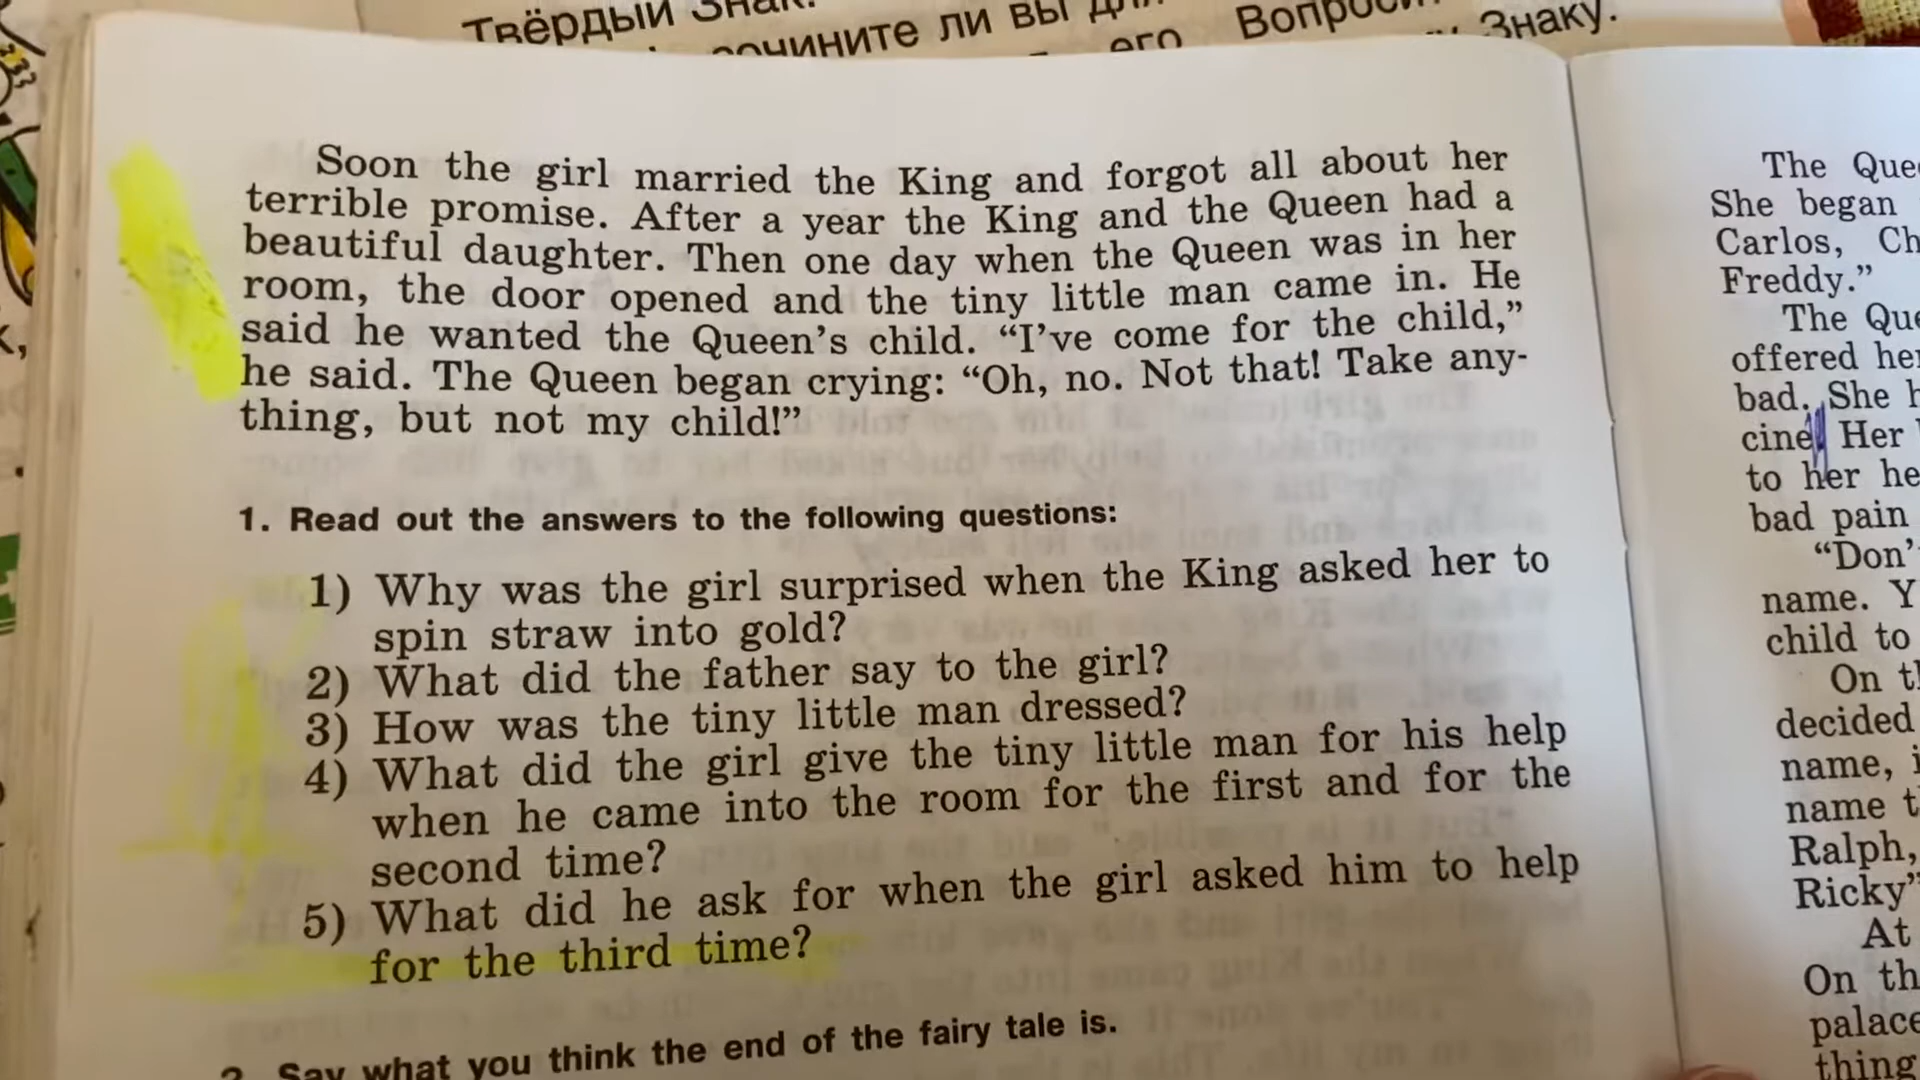 Твёрдый Знак.
сочините ли вы для
его Вопроси
Знаку.
Soon the girl married the King and forgot all about her
terrible promise. After a year the King and the Queen had a
beautiful daughter. Then one day when the Queen was in her
room, the door opened and the tiny little man came in. He
said he wanted the Queen's child. “I've come for the child,”
he said. The Queen began crying: “Oh, no. Not that! Take any-
thing, but not my child!”
1. Read out the answers to the following questions:
1) Why was the girl surprised when the King asked her to
spin straw into gold?
2) What did the father say to the girl?
3) How was the tiny little man dressed?
4) What did the girl give the tiny little man for his help
when he came into the room for the first and for the
second time?
5) What did he ask for when the girl asked him to help
for the third time?
2. Say what you think the end of the fairy tale is.
The Quee
She began
Carlos, Ch
Freddy.”
The Que
offered her
bad. She h
cine. Her
to her he
bad pain
“Don'
name. Y
child to
On t
decided
name, i
name t
Ralph,
Ricky”
At
On th
palace
thing